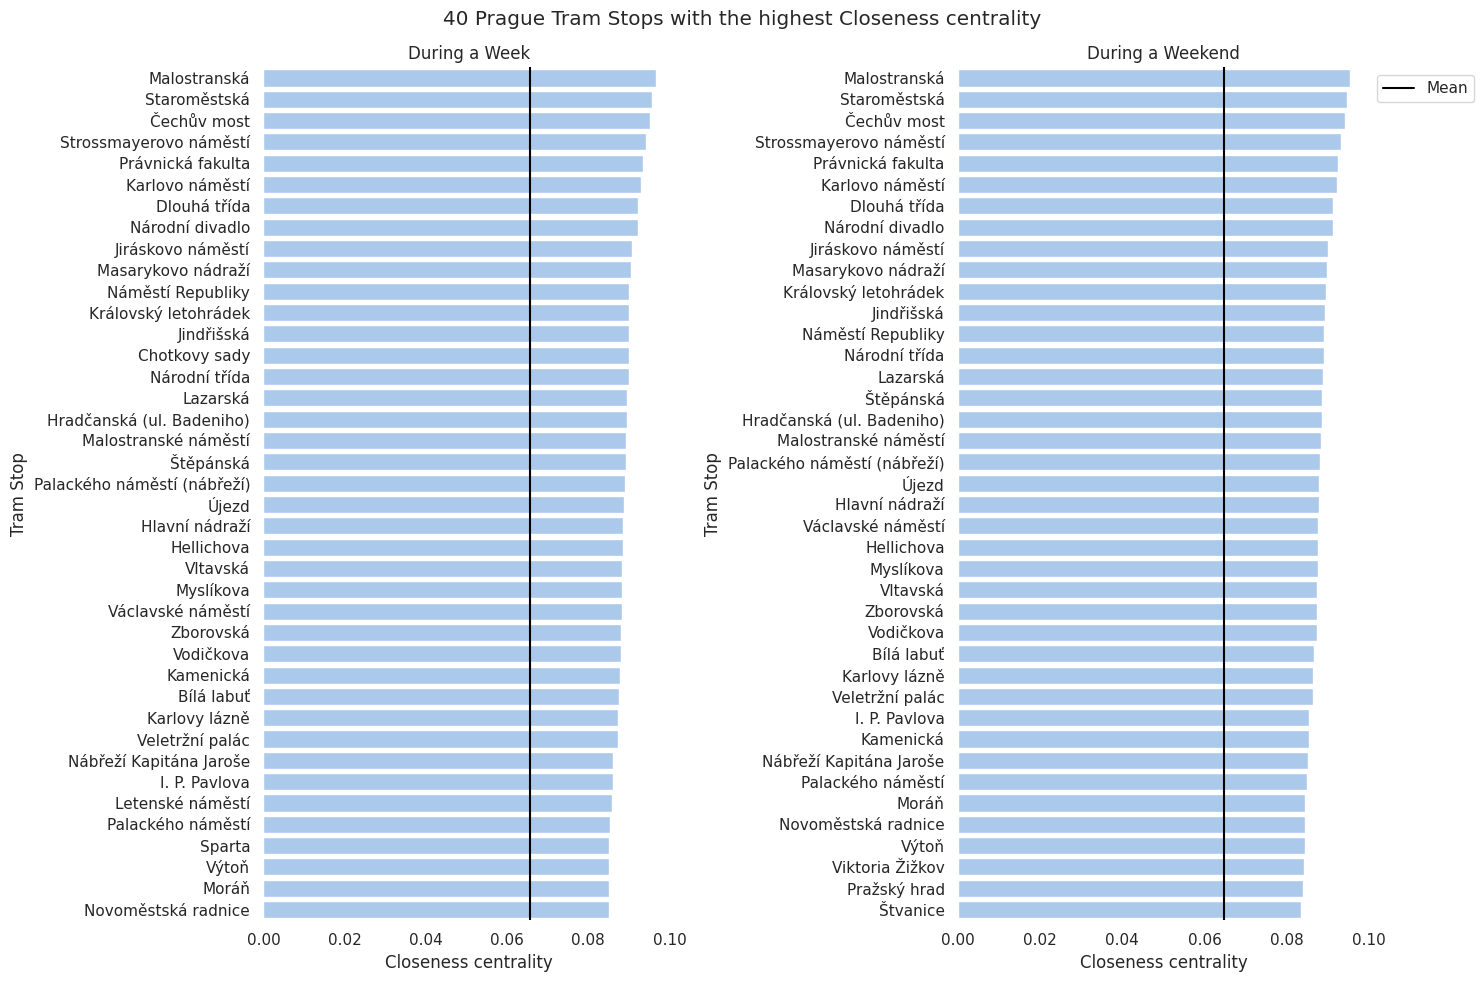 40 Prague Tram Stops with the highest Closeness centrality
During a Week
Malostranská
Staroměstská
Čechův most
Strossmayerovo náměstí
Právnická fakulta
Karlovo náměstí
Dlouhá třída
Národní divadlo
Jiráskovo náměstí
Masarykovo nádraží
Náměstí Republiky
Královský letohrádek
Jindřišská
Chotkovy sady
Národní třída
Lazarská
Hradčanská (ul. Badeniho)
Malostranské náměstí
Štěpánská
Palackého náměstí (nábřeží)
Újezd
Hlavní nádraží
Hellichova
Vltavská
Myslíkova
Václavské náměstí
Zborovská
Vodičkova
Kamenická
Bílá labuť
Karlovy lázně
Veletržní palác
Nábřeží Kapitána Jaroše
I. P. Pavlova
Letenské náměstí
Palackého náměstí
Sparta
Výtoň
Moráň
Novoměstská radnice
Tram Stop
0.00 0.02 0.04 0.06 0.08 0.10
Closeness centrality
During a Weekend
Malostranská
Staroměstská
Čechův most
Strossmayerovo náměstí
Právnická fakulta
Karlovo náměstí
Dlouhá třída
Národní divadlo
Jiráskovo náměstí
Masarykovo nádraží
Královský letohrádek
Jindřišská
Náměstí Republiky
Národní třída
Lazarská
Štěpánská
Hradčanská (ul. Badeniho)
Malostranské náměstí
Palackého náměstí (nábřeží)
Újezd
Hlavní nádraží
Václavské náměstí
Hellichova
Myslíkova
Vltavská
Zborovská
Vodičkova
Bílá labuť
Karlovy lázně
Veletržní palác
I. P. Pavlova
Kamenická
Nábřeží Kapitána Jaroše
Palackého náměstí
Moráň
Novoměstská radnice
Výtoň
Viktoria Žižkov
Pražský hrad
Štvanice
Tram Stop
0.00 0.02 0.04 0.06 0.08 0.10
Closeness centrality
Mean